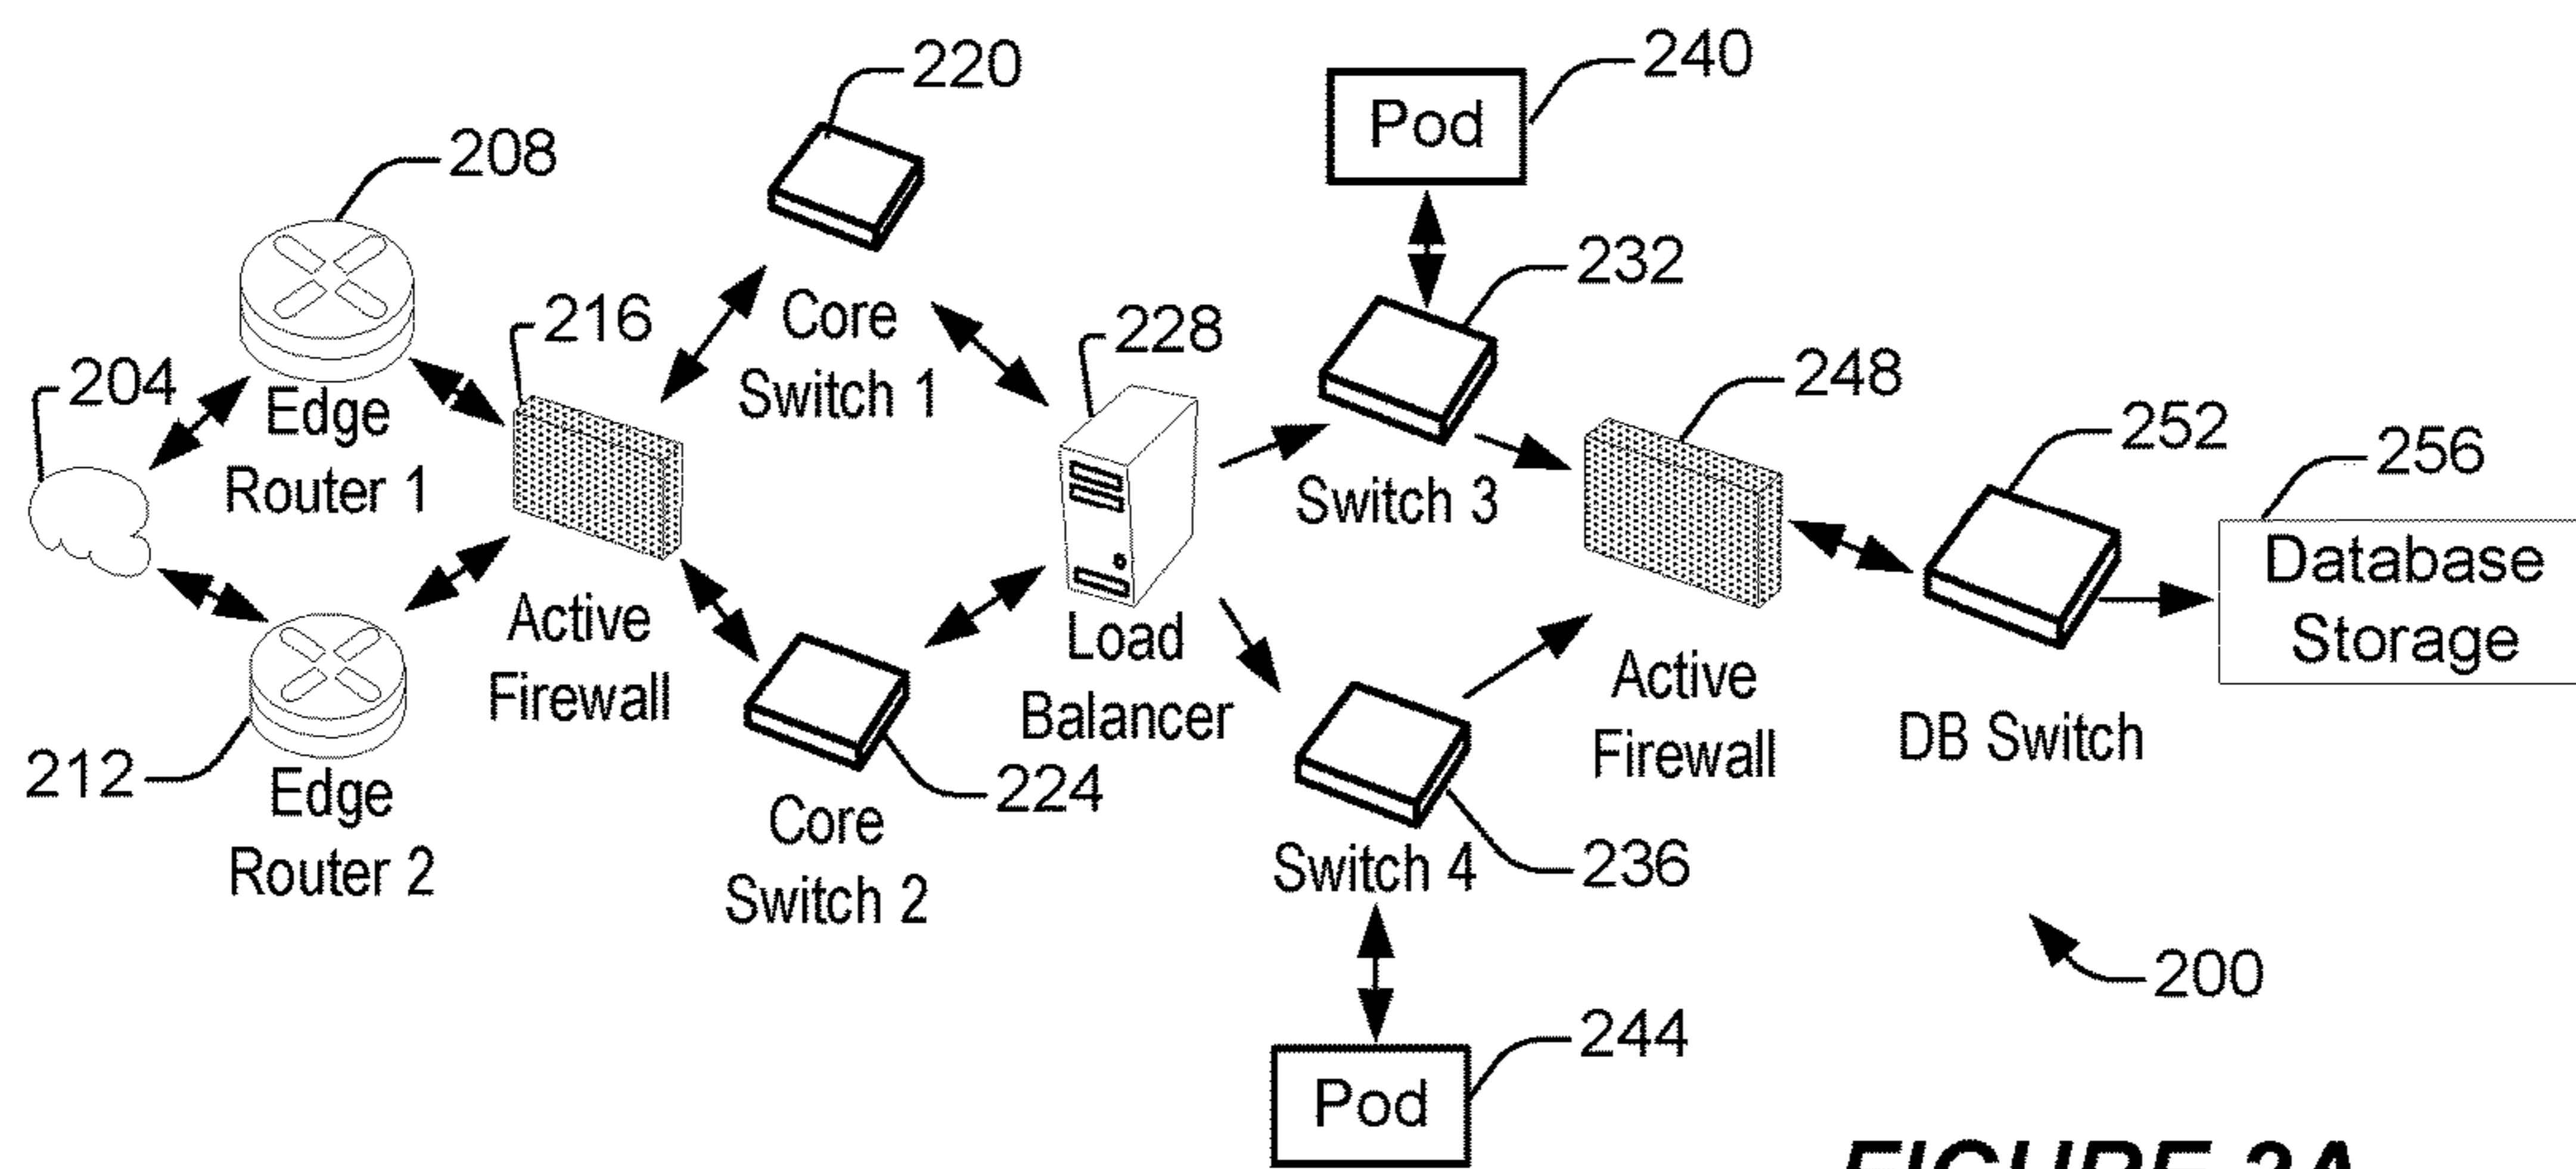 220
240
Pod
208
232
216
Core
Switch 1
228
248
204
Edge
Router 1
252
256
Switch 3
Database
Storage
Active
Firewall
Load
Balancer
Active
Firewall
DB Switch
212
Edge
Router 2
224
Core
Switch 2
Switch 4
236
200
244
Pod